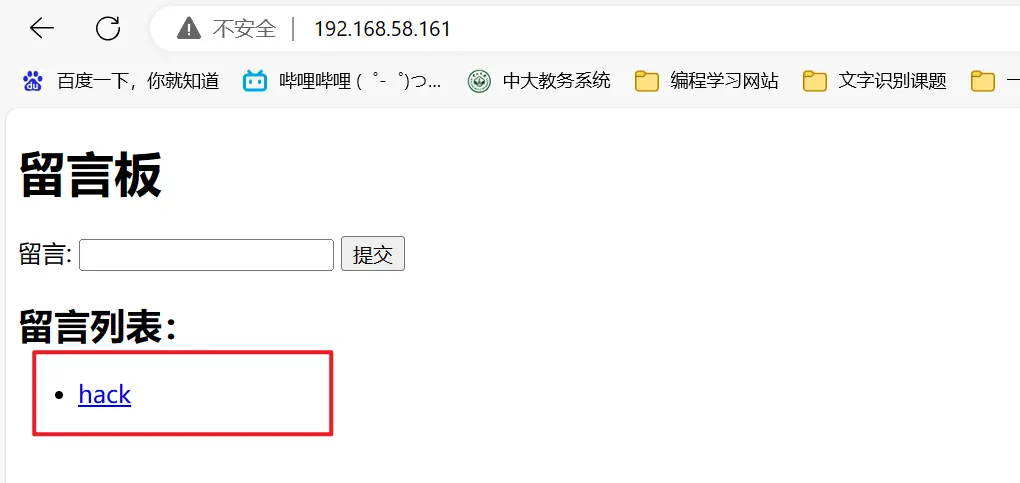 不安全 | 192.168.58.161
百度一下，你就知道 哔哩哔哩 ( ゜- ゜)つ... 中大教务系统 编程学习网站 文字识别课题 一
留言板
留言: 提交
留言列表：
hack